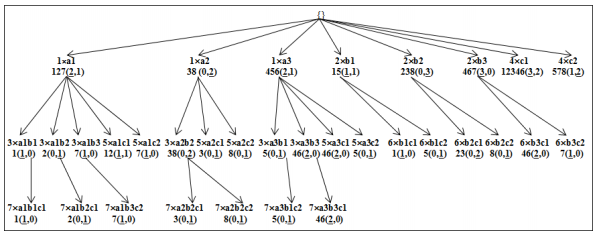 {}
1×a1 1×a2 1×a3 2×b1 2×b2 2×b3 4×c1 4×c2
127(2,1) 38 (0,2) 456(2,1) 15(1,1) 238(0,3) 467(3,0) 12346(3,2) 578(1,2)
3×a1b1 3×a1b2 3×a1b3 5×a1c1 5×a1c2 3×a2b2 5×a2c1 5×a2c2 3×a3b1 3×a3b3 5×a3c1 5×a3c2 6×b1c1 6×b1c2 6×b2c1 6×b2c2 6×b3c1 6×b3c2
1(1,0) 2(0,1) 7(1,0) 12(1,1) 7(1,0) 38(0,2) 3(0,1) 8(0,1) 5(0,1) 46(2,0) 46(2,0) 5(0,1) 1(1,0) 5(0,1) 23(0,2) 8(0,1) 46(2,0) 7(1,0)
7×a1b1c1 7×a1b2c1 7×a1b3c2 7×a2b2c1 7×a2b2c2 7×a3b1c2 7×a3b3c1
1(1,0) 2(0,1) 7(1,0) 3(0,1) 8(0,1) 5(0,1) 46(2,0)